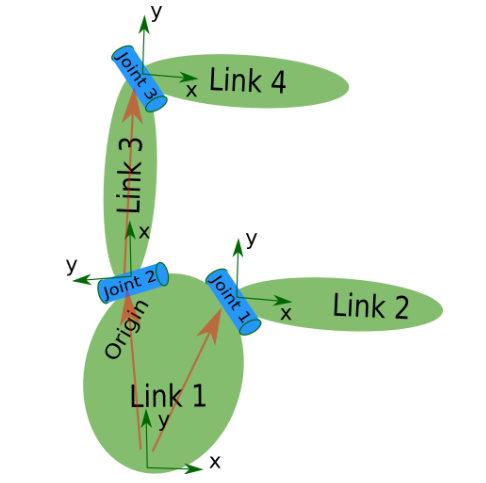 y
Joint 3
x
Link 4
Link 3
x
y
Joint 2
y
Joint 1
x
Link 2
Origin
Link 1
y
x